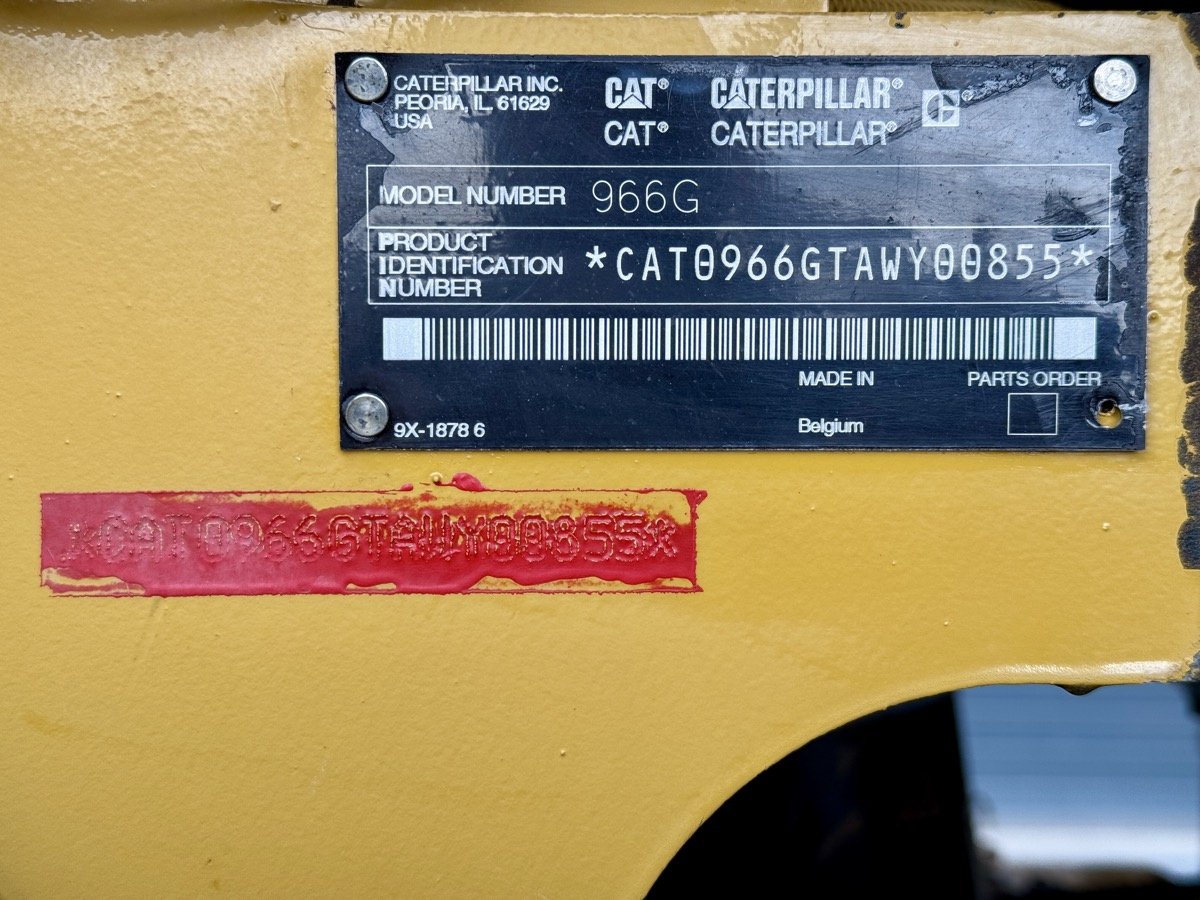 CATERPILLAR INC.
PEORIA, IL 61629
USA
CAT® CATERPILLAR® ®
CAT® CATERPILLAR®
MODEL NUMBER 966G
PRODUCT
IDENTIFICATION
NUMBER
*CAT0966GTAWY00855*
MADE IN
PARTS ORDER
9X-1878 6
Belgium
*CAT0966GTAWY00855*